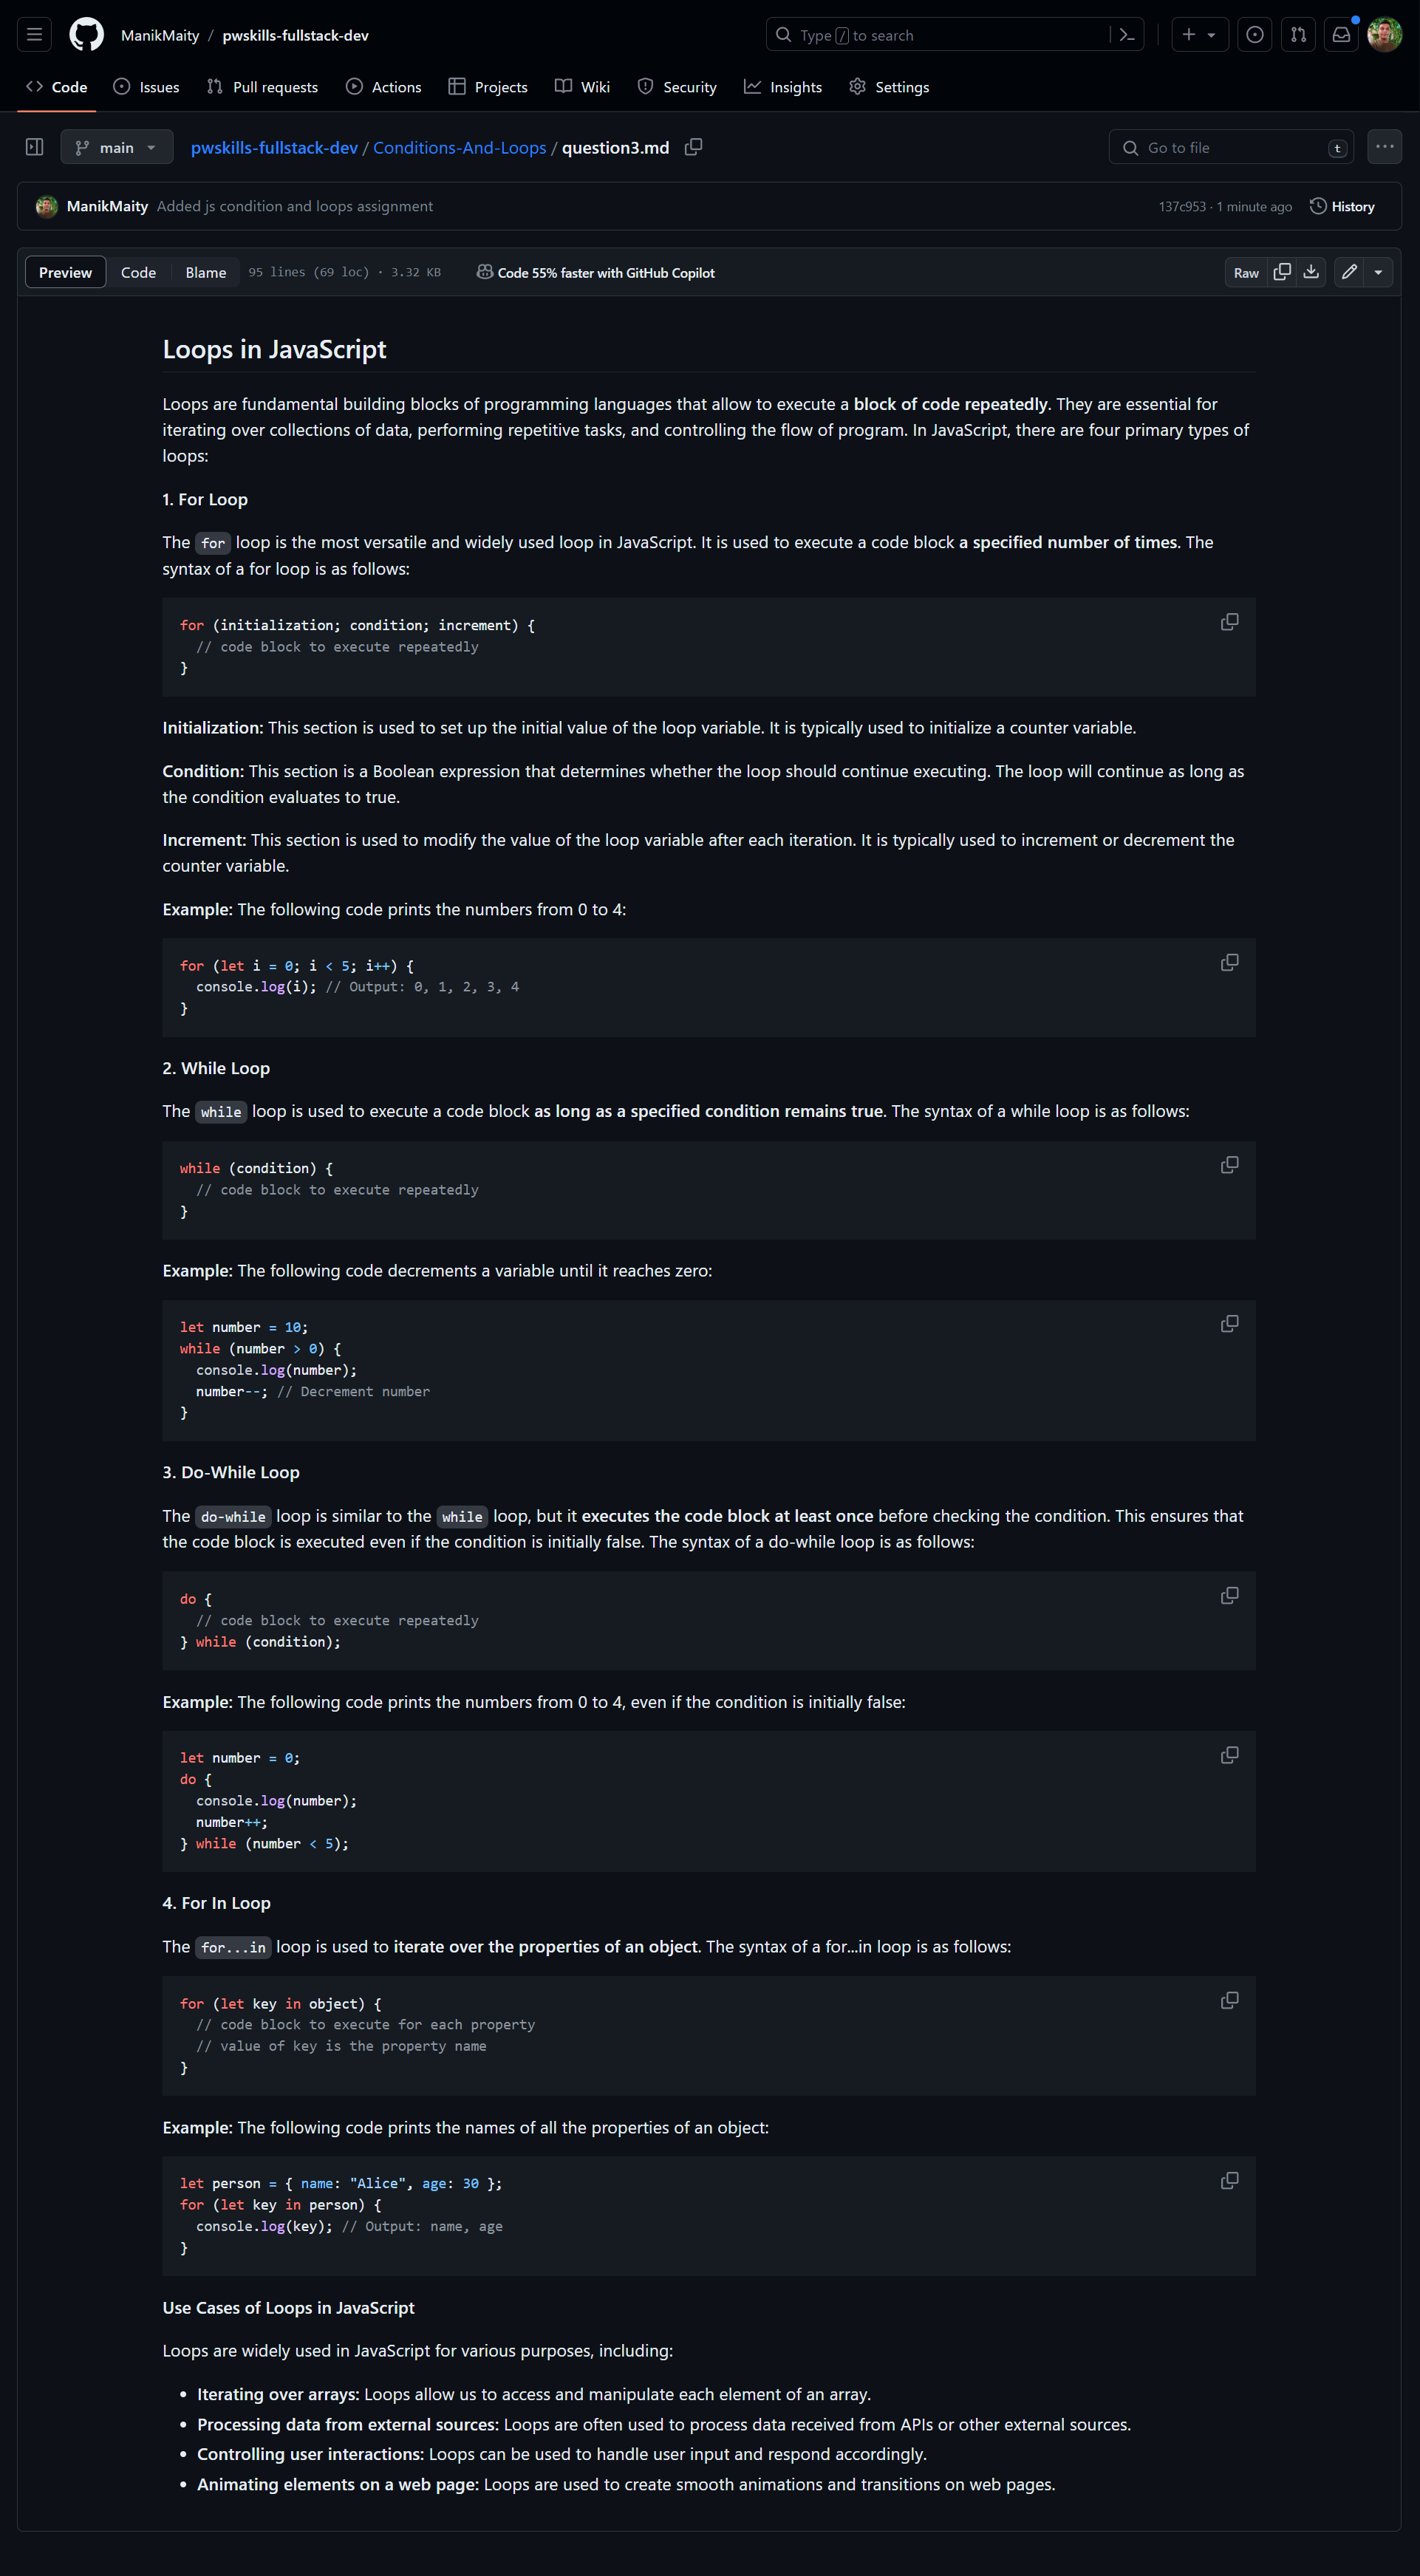 ManikMaity / pwskills-fullstack-dev
Type / to search
Code
Issues
Pull requests
Actions
Projects
Wiki
Security
Insights
Settings
main
pwskills-fullstack-dev / Conditions-And-Loops / question3.md
Go to file
t
ManikMaity Added js condition and loops assignment
137c953 · 1 minute ago
History
Preview
Code
Blame
95 lines (69 loc) · 3.32 KB
Code 55% faster with GitHub Copilot
Raw
Loops in JavaScript
Loops are fundamental building blocks of programming languages that allow to execute a block of code repeatedly. They are essential for
iterating over collections of data, performing repetitive tasks, and controlling the flow of program. In JavaScript, there are four primary types of
loops:
1. For Loop
The for loop is the most versatile and widely used loop in JavaScript. It is used to execute a code block a specified number of times. The
syntax of a for loop is as follows:
for (initialization; condition; increment) {
  // code block to execute repeatedly
}
Initialization: This section is used to set up the initial value of the loop variable. It is typically used to initialize a counter variable.
Condition: This section is a Boolean expression that determines whether the loop should continue executing. The loop will continue as long as
the condition evaluates to true.
Increment: This section is used to modify the value of the loop variable after each iteration. It is typically used to increment or decrement the
counter variable.
Example: The following code prints the numbers from 0 to 4:
for (let i = 0; i < 5; i++) {
  console.log(i); // Output: 0, 1, 2, 3, 4
}
2. While Loop
The while loop is used to execute a code block as long as a specified condition remains true. The syntax of a while loop is as follows:
while (condition) {
  // code block to execute repeatedly
}
Example: The following code decrements a variable until it reaches zero:
let number = 10;
while (number > 0) {
  console.log(number);
  number--; // Decrement number
}
3. Do-While Loop
The do-while loop is similar to the while loop, but it executes the code block at least once before checking the condition. This ensures that
the code block is executed even if the condition is initially false. The syntax of a do-while loop is as follows:
do {
  // code block to execute repeatedly
} while (condition);
Example: The following code prints the numbers from 0 to 4, even if the condition is initially false:
let number = 0;
do {
  console.log(number);
  number++;
} while (number < 5);
4. For In Loop
The for...in loop is used to iterate over the properties of an object. The syntax of a for...in loop is as follows:
for (let key in object) {
  // code block to execute for each property
  // value of key is the property name
}
Example: The following code prints the names of all the properties of an object:
let person = { name: "Alice", age: 30 };
for (let key in person) {
  console.log(key); // Output: name, age
}
Use Cases of Loops in JavaScript
Loops are widely used in JavaScript for various purposes, including:
• Iterating over arrays: Loops allow us to access and manipulate each element of an array.
• Processing data from external sources: Loops are often used to process data received from APIs or other external sources.
• Controlling user interactions: Loops can be used to handle user input and respond accordingly.
• Animating elements on a web page: Loops are used to create smooth animations and transitions on web pages.